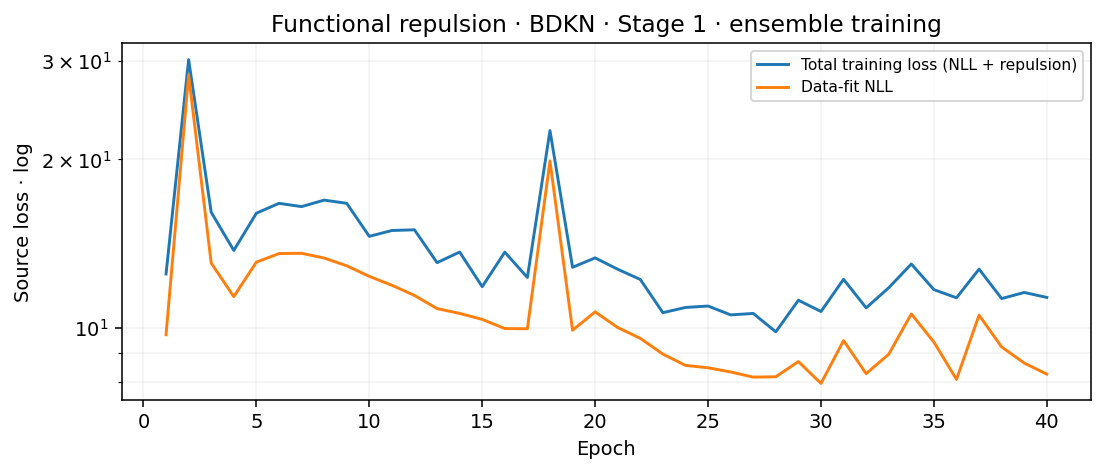 Functional repulsion · BDKN · Stage 1 · ensemble training
Total training loss (NLL + repulsion)
Data-fit NLL
Source loss · log
3 × 10¹
2 × 10¹
10¹
0 5 10 15 20 25 30 35 40
Epoch